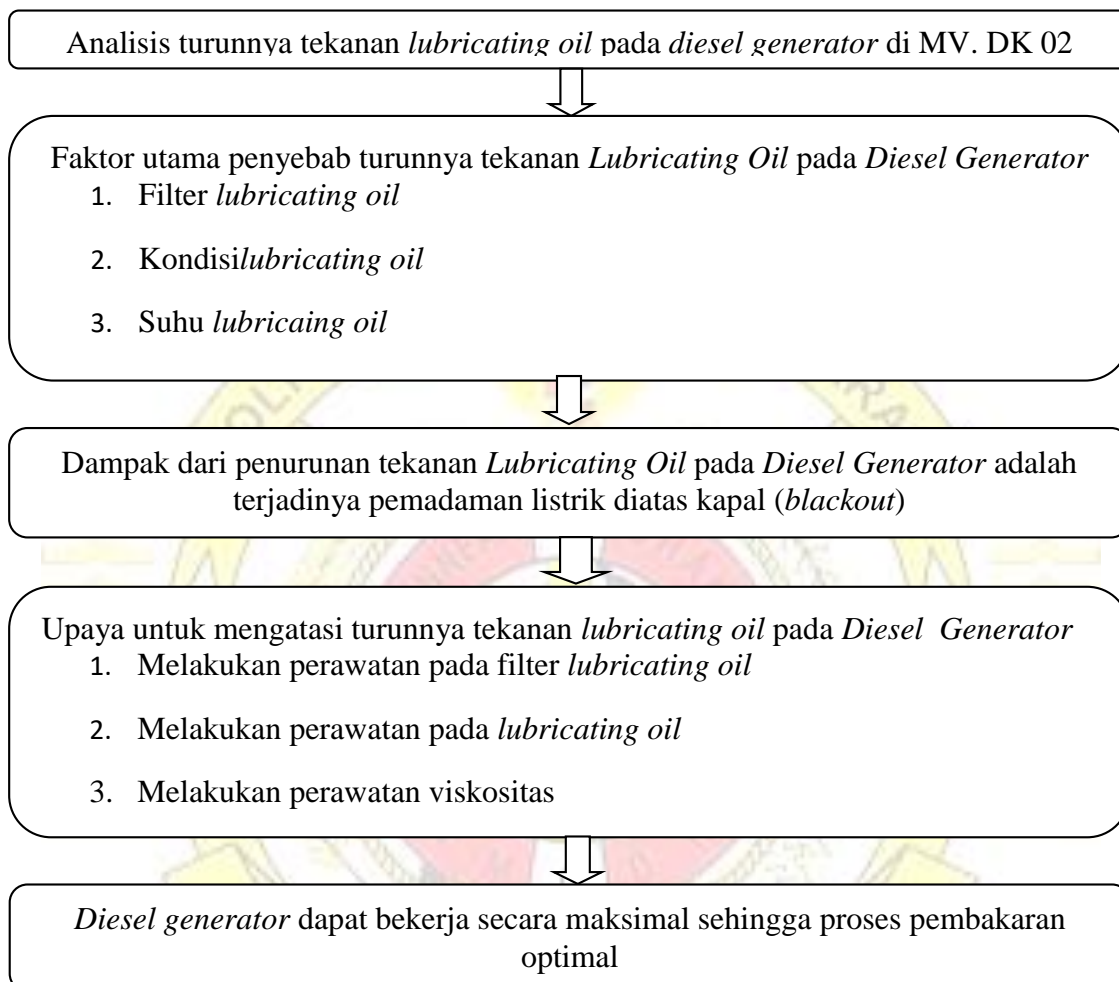 Analisis turunnya tekanan lubricating oil pada diesel generator di MV. DK 02
Faktor utama penyebab turunnya tekanan Lubricating Oil pada Diesel Generator
1. Filter lubricating oil
2. Kondisilubricating oil
3. Suhu lubricaing oil
Dampak dari penurunan tekanan Lubricating Oil pada Diesel Generator adalah
terjadinya pemadaman listrik diatas kapal (blackout)
Upaya untuk mengatasi turunnya tekanan lubricating oil pada Diesel Generator
1. Melakukan perawatan pada filter lubricating oil
2. Melakukan perawatan pada lubricating oil
3. Melakukan perawatan viskositas
Diesel generator dapat bekerja secara maksimal sehingga proses pembakaran
optimal